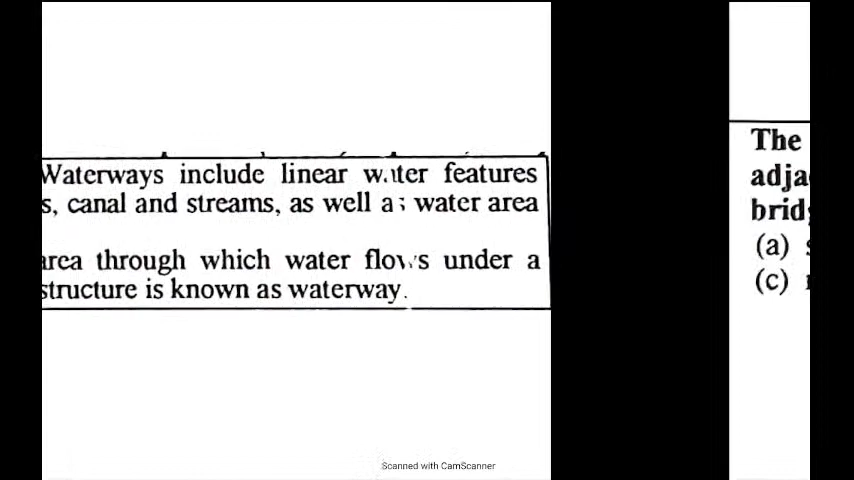 Waterways include linear water features
s, canal and streams, as well as water area
area through which water flows under a
structure is known as waterway.
Scanned with CamScanner
The
(a)
(c)